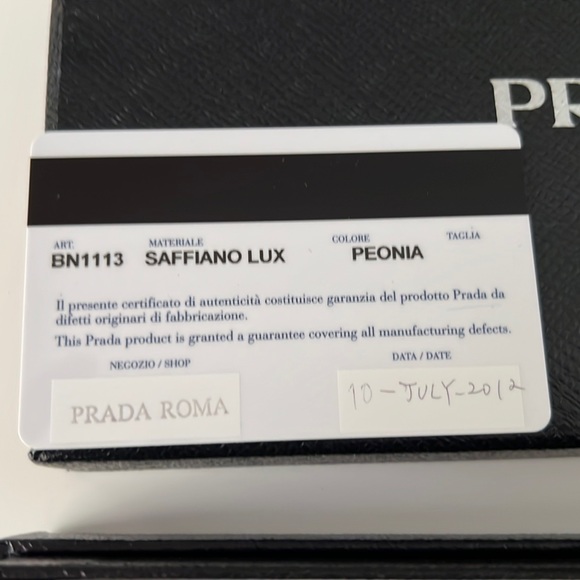 PR
ART. MATERIALE COLORE TAGLIA
BN1113 SAFFIANO LUX PEONIA
Il presente certificato di autenticità costituisce garanzia del prodotto Prada da
difetti originari di fabbricazione.
This Prada product is granted a guarantee covering all manufacturing defects.
NEGOZIO / SHOP DATA / DATE
PRADA ROMA 10-JULY-2012